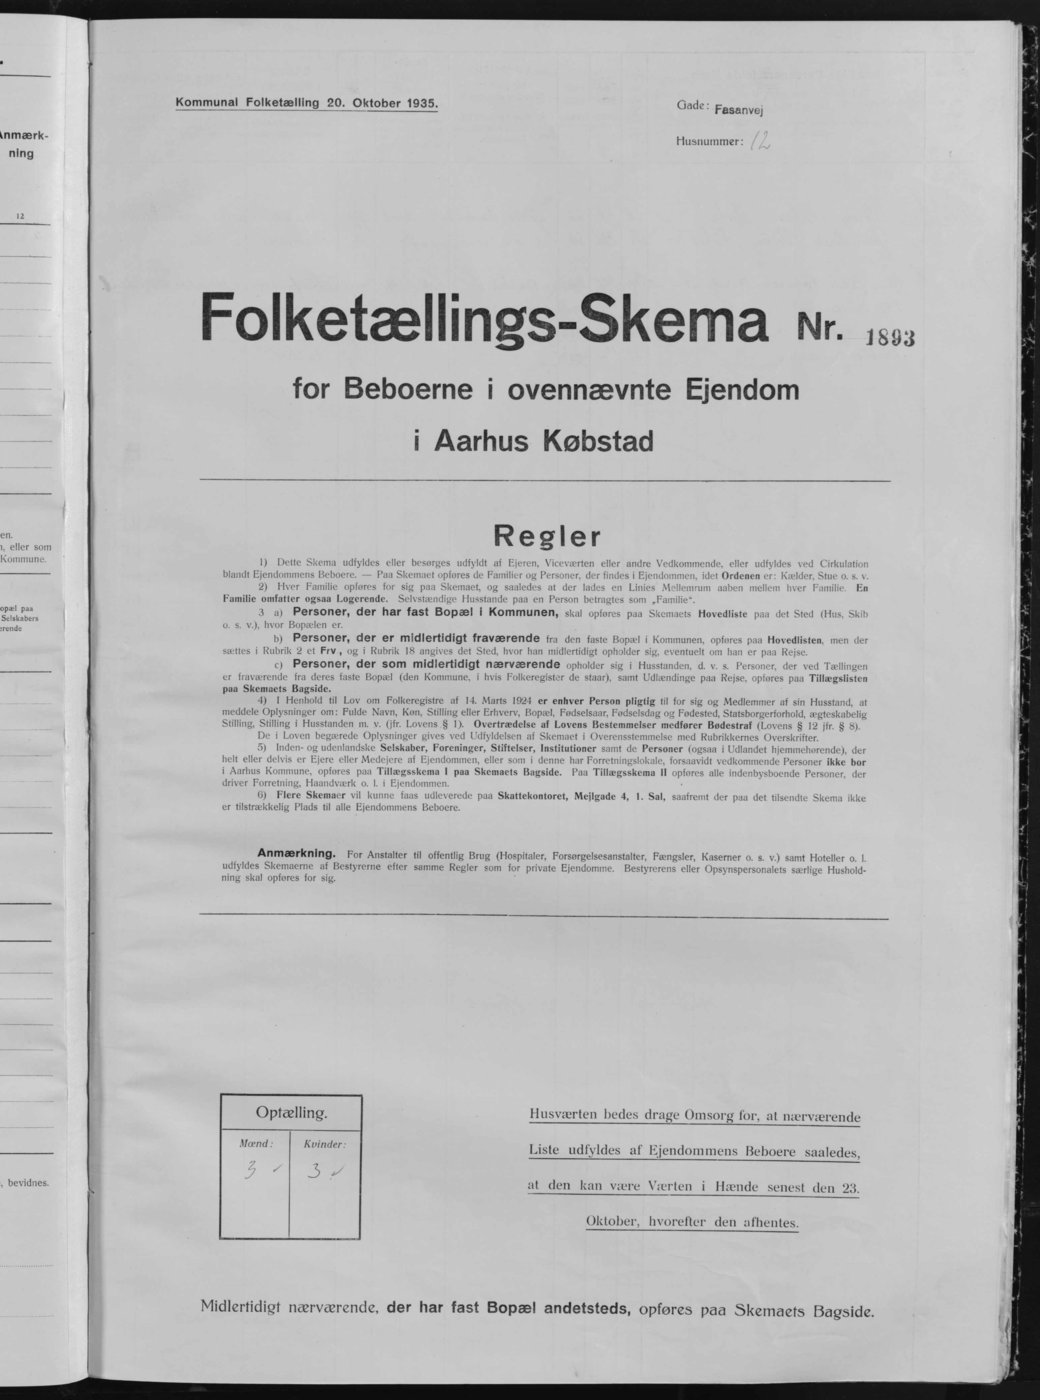 Anmærk-
ning
12
en.
n, eller som
Kommune.
opæl paa
Selskabers
erende
, bevidnes.
Kommunal Folketælling 20. Oktober 1935.
Gade: Fasanvej
Husnummer: 12
Folketællings-Skema Nr. 1893
for Beboerne i ovennævnte Ejendom
i Aarhus Købstad
Regler
1) Dette Skema udfyldes eller besørges udfyldt af Ejeren, Viceværten eller andre Vedkommende, eller udfyldes ved Cirkulation
blandt Ejendommens Beboere. — Paa Skemaet opføres de Familier og Personer, der findes i Ejendommen, idet Ordenen er: Kælder, Stue o. s. v.
2) Hver Familie opføres for sig paa Skemaet, og saaledes at der lades en Linies Mellemrum aaben mellem hver Familie. En
Familie omfatter ogsaa Logerende. Selvstændige Husstande paa en Person betragtes som „Familie“.
3 a) Personer, der har fast Bopæl i Kommunen, skal opføres paa Skemaets Hovedliste paa det Sted (Hus, Skib
o. s. v.), hvor Bopælen er.
b) Personer, der er midlertidigt fraværende fra den faste Bopæl i Kommunen, opføres paa Hovedlisten, men der
sættes i Rubrik 2 et Frv., og i Rubrik 18 angives det Sted, hvor han midlertidigt opholder sig, eventuelt om han er paa Rejse.
c) Personer, der som midlertidigt nærværende opholder sig i Husstanden, d. v. s. Personer, der ved Tællingen
er fraværende fra deres faste Bopæl (den Kommune, i hvis Folkeregister de staar), samt Udlændinge paa Rejse, opføres paa Tillægslisten
paa Skemaets Bagside.
4) I Henhold til Lov om Folkeregistre af 14. Marts 1924 er enhver Person pligtig til for sig og Medlemmer af sin Husstand, at
meddele Oplysninger om: Fulde Navn, Køn, Stilling eller Erhverv, Bopæl, Fødselsaar, Fødselsdag og Fødested, Statsborgerforhold, ægteskabelig
Stilling, Stilling i Husstanden m. v. (jfr. Lovens § 1). Overtrædelse af Lovens Bestemmelser medfører Bødestraf (Lovens § 12 jfr. § 8).
De i Loven begærede Oplysninger gives ved Udfyldelsen af Skemaet i Overensstemmelse med Rubrikkernes Overskrifter.
5) Inden- og udenlandske Selskaber, Foreninger, Stiftelser, Institutioner samt de Personer (ogsaa i Udlandet hjemmehørende), der
helt eller delvis er Ejere eller Medejere af Ejendommen, eller som i denne har Forretningslokale, forsaavidt vedkommende Personer ikke bor
i Aarhus Kommune, opføres paa Tillægsskema I paa Skemaets Bagside. Paa Tillægsskema II opføres alle indenbysboende Personer, der
driver Forretning, Haandværk o. l. i Ejendommen.
6) Flere Skemaer vil kunne faas udleverede paa Skattekontoret, Mejlgade 4, 1. Sal, saafremt der paa det tilsendte Skema ikke
er tilstrækkelig Plads til alle Ejendommens Beboere.
Anmærkning. For Anstalter til offentlig Brug (Hospitaler, Forsørgelsesanstalter, Fængsler, Kaserner o. s. v.) samt Hoteller o. l.
udfyldes Skemaerne af Bestyrerne efter samme Regler som for private Ejendomme. Bestyrerens eller Opsynspersonalets særlige Hushold-
ning skal opføres for sig.
Optælling.
Mænd: Kvinder:
3 ✓ 3 ✓
Husværten bedes drage Omsorg for, at nærværende
Liste udfyldes af Ejendommens Beboere saaledes,
at den kan være Værten i Hænde senest den 23.
Oktober, hvorefter den afhentes.
Midlertidigt nærværende, der har fast Bopæl andetsteds, opføres paa Skemaets Bagside.